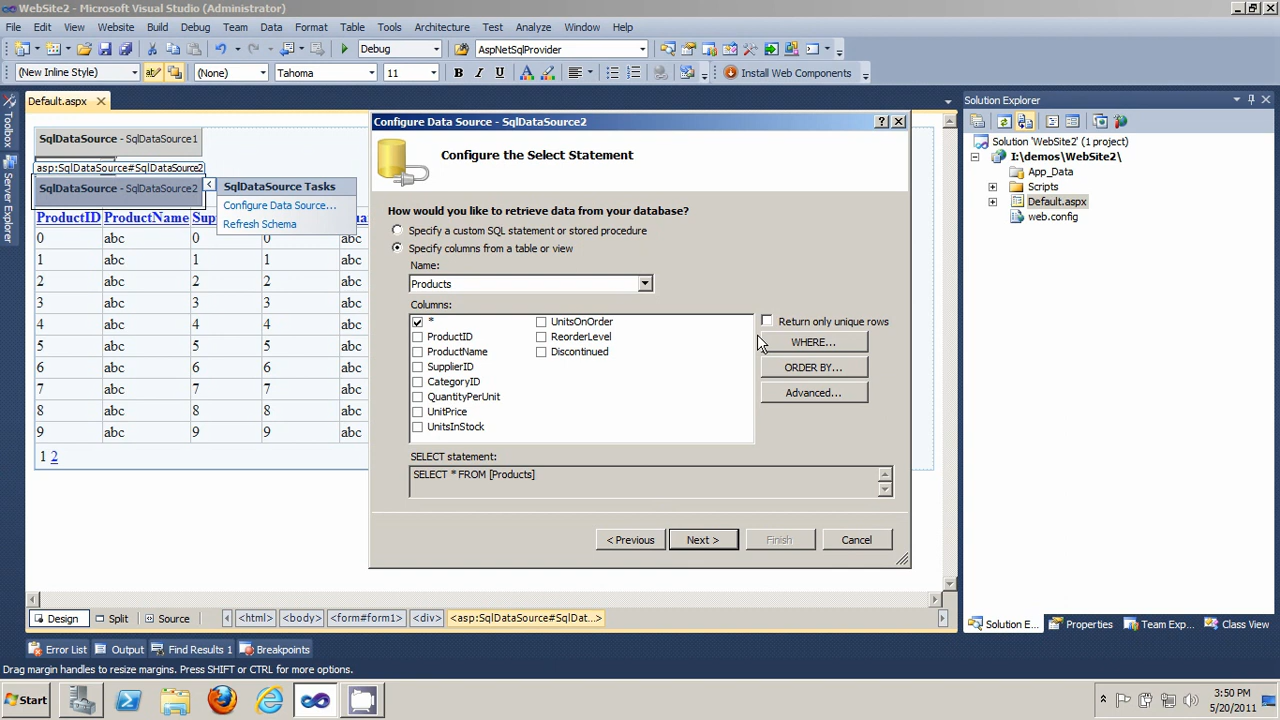 WebSite2 - Microsoft Visual Studio (Administrator)
File Edit View Website Build Debug Team Data Format Table Tools Architecture Test Analyze Window Help
Debug AspNetSqlProvider
(New Inline Style) (None) Tahoma 11 B I U A Install Web Components
Default.aspx
Toolbox
Server Explorer
SqlDataSource - SqlDataSource1
asp:SqlDataSource#SqlDataSource2
SqlDataSource - SqlDataSource2
SqlDataSource Tasks
Configure Data Source...
Refresh Schema
ProductID ProductName
0 abc 0 0 abc
1 abc 1 1 abc
2 abc 2 2 abc
3 abc 3 3 abc
4 abc 4 4 abc
5 abc 5 5 abc
6 abc 6 6 abc
7 abc 7 7 abc
8 abc 8 8 abc
9 abc 9 9 abc
1 2
Configure Data Source - SqlDataSource2
Configure the Select Statement
How would you like to retrieve data from your database?
Specify a custom SQL statement or stored procedure
Specify columns from a table or view
Name:
Products
Columns:
* UnitsOnOrder
ProductID ReorderLevel
ProductName Discontinued
SupplierID
CategoryID
QuantityPerUnit
UnitPrice
UnitsInStock
Return only unique rows
WHERE...
ORDER BY...
Advanced...
SELECT statement:
SELECT * FROM [Products]
< Previous Next > Finish Cancel
Solution Explorer
Solution 'WebSite2' (1 project)
I:\demos\WebSite2\
App_Data
Scripts
Default.aspx
web.config
Design Split Source <html> <body> <form#form1> <div> <asp:SqlDataSource#SqlDat...>
Solution E... Properties Team Exp... Class View
Error List Output Find Results 1 Breakpoints
Drag margin handles to resize margins. Press SHIFT or CTRL for more options.
Start
3:50 PM
5/20/2011